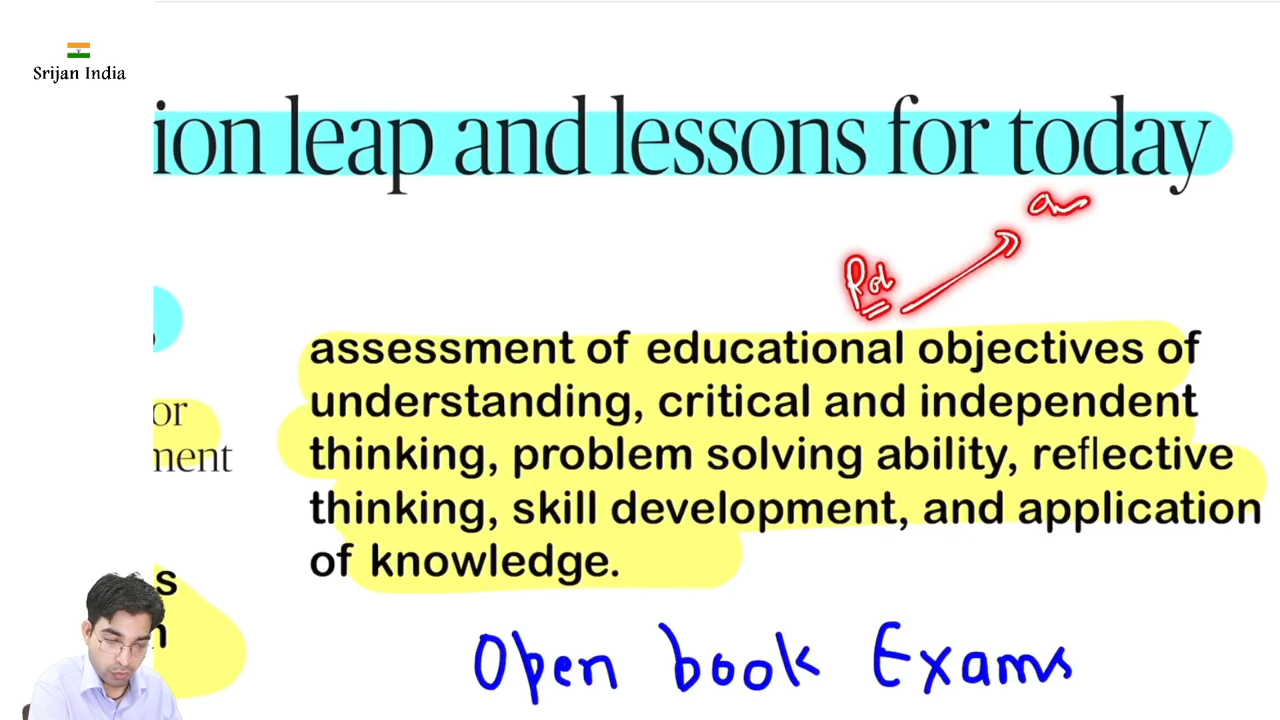 Srijan India
ion leap and lessons for today
or
ment
assessment of educational objectives of
understanding, critical and independent
thinking, problem solving ability, reflective
thinking, skill development, and application
of knowledge.
s
n
Open book Exams